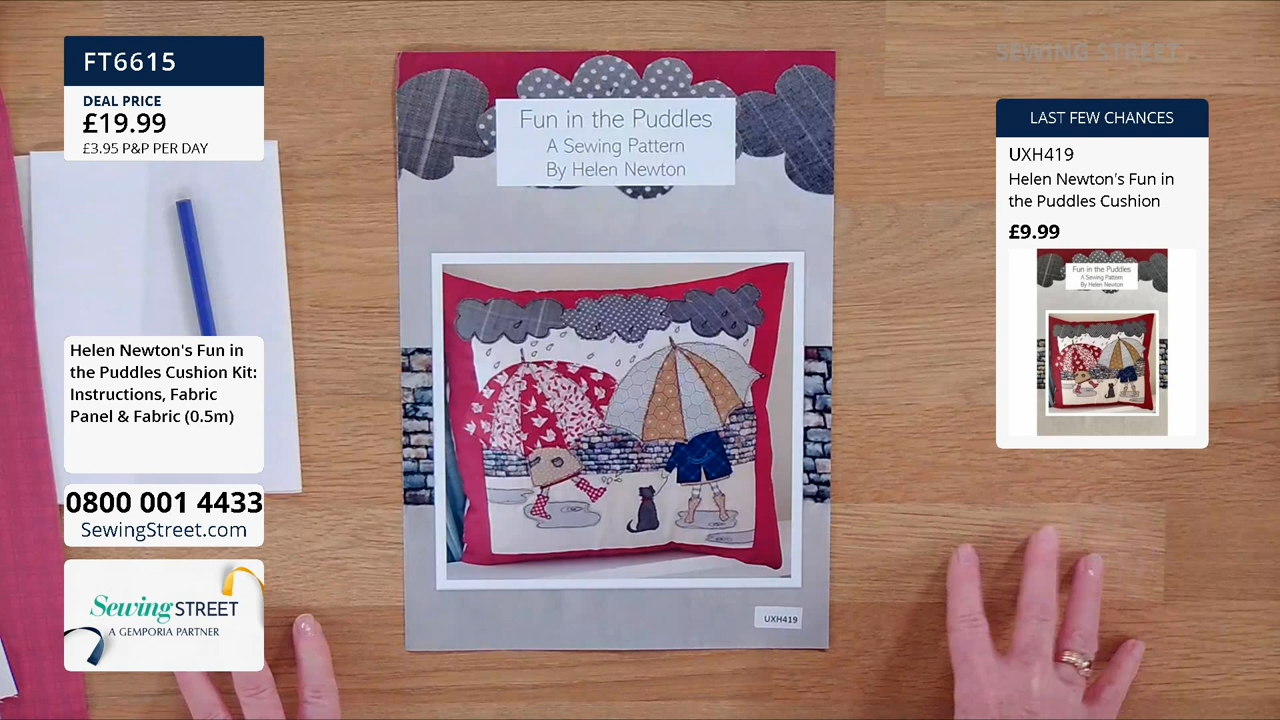 FT6615
DEAL PRICE
£19.99
£3.95 P&P PER DAY
Helen Newton's Fun in
the Puddles Cushion Kit:
Instructions, Fabric
Panel & Fabric (0.5m)
0800 001 4433
SewingStreet.com
Sewing STREET
A GEMPORIA PARTNER
Fun in the Puddles
A Sewing Pattern
By Helen Newton
UXH419
SEWING STREET
LAST FEW CHANCES
UXH419
Helen Newton's Fun in
the Puddles Cushion
£9.99
Fun in the Puddles
A Sewing Pattern
By Helen Newton